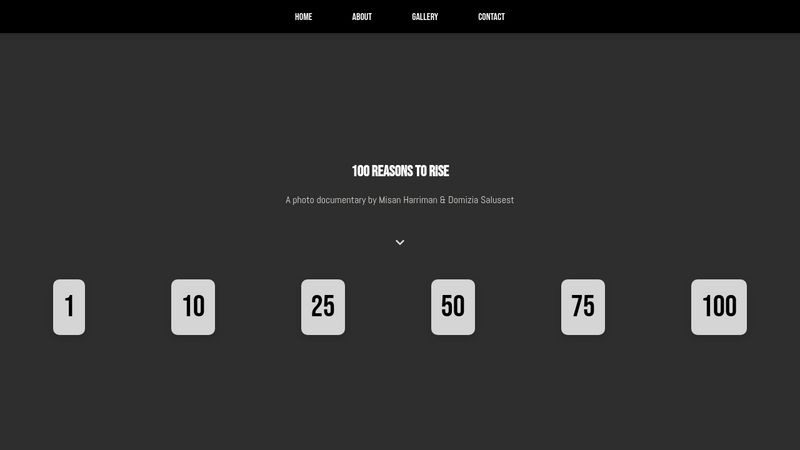 HOME ABOUT GALLERY CONTACT
100 REASONS TO RISE
A photo documentary by Misan Harriman & Domizia Salusest
1 10 25 50 75 100